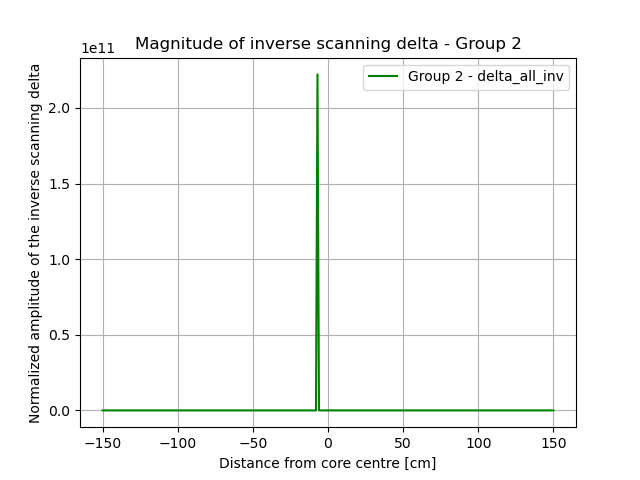 Magnitude of inverse scanning delta - Group 2
1e11
Group 2 - delta_all_inv
Normalized amplitude of the inverse scanning delta
2.0
1.5
1.0
0.5
0.0
−150 −100 −50 0 50 100 150
Distance from core centre [cm]